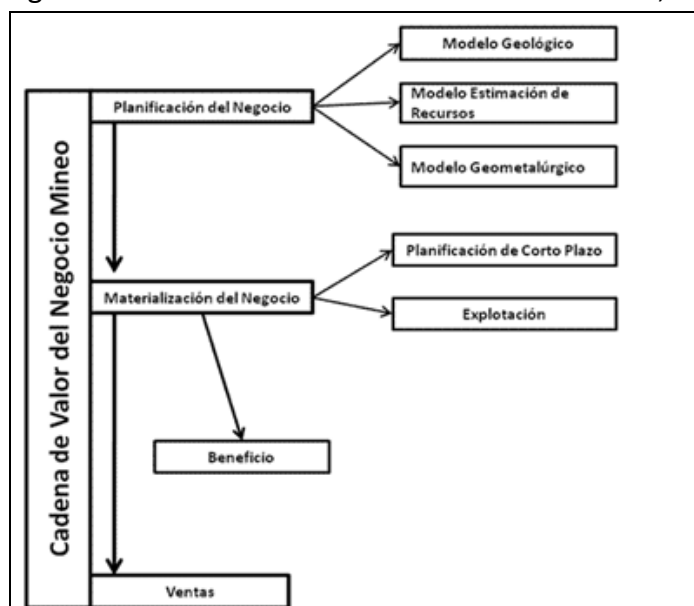 Cadena de Valor del Negocio Mineo
Planificación del Negocio
Modelo Geológico
Modelo Estimación de
Recursos
Modelo Geometalúrgico
Materialización del Negocio
Planificación de Corto Plazo
Explotación
Beneficio
Ventas